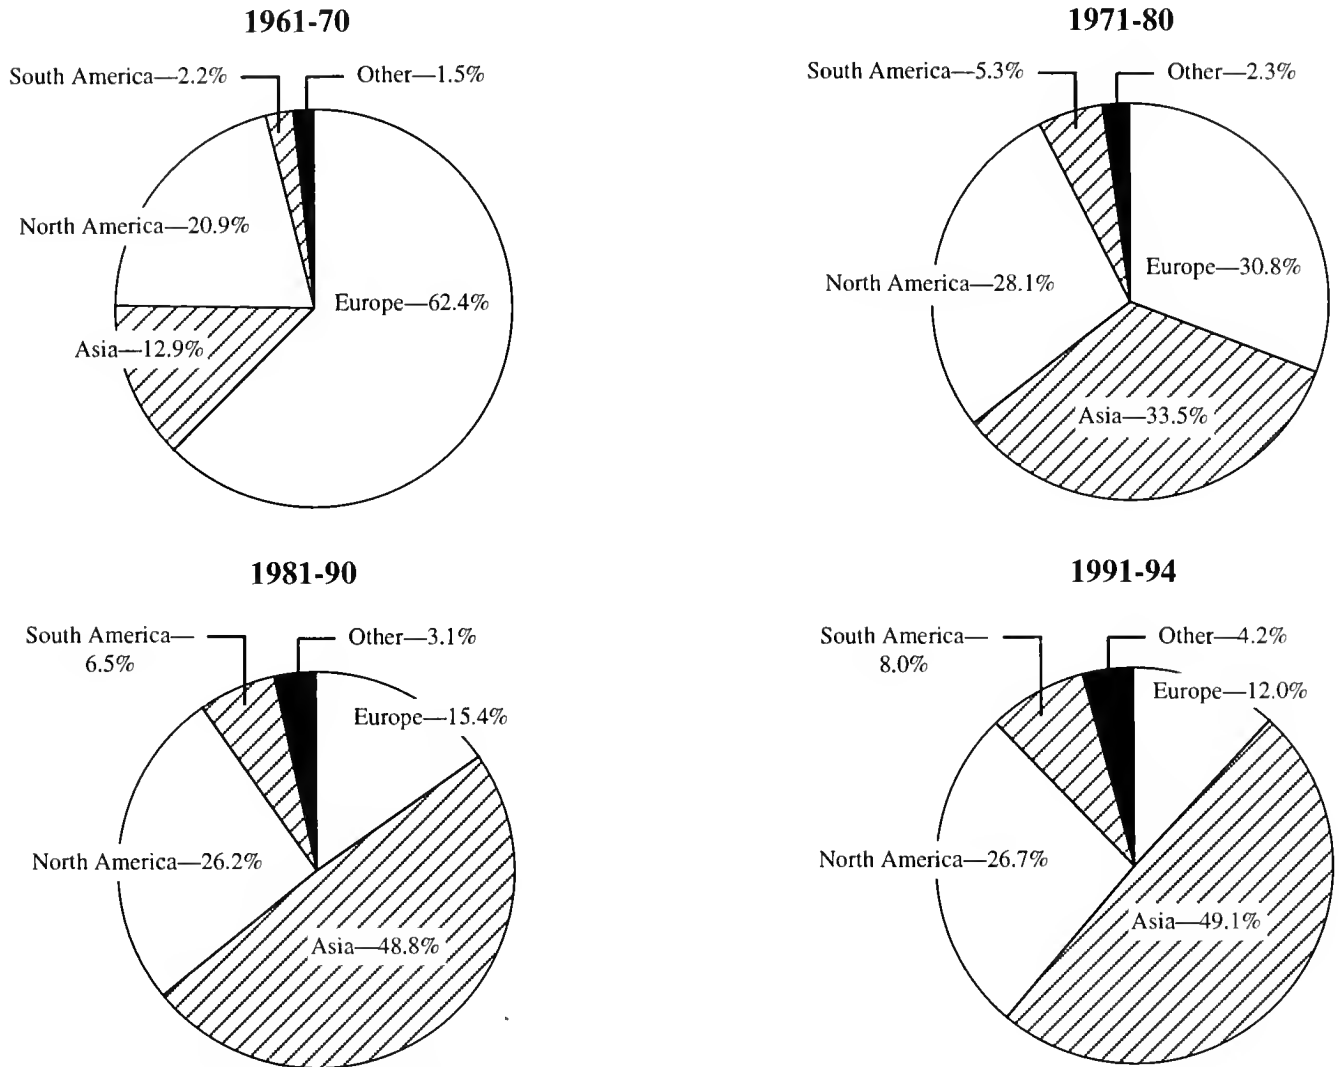 1961-70
South America—2.2%
Other—1.5%
North America—20.9%
Europe—62.4%
Asia—12.9%
1971-80
South America—5.3%
Other—2.3%
Europe—30.8%
North America—28.1%
Asia—33.5%
1981-90
South America—
6.5%
Other—3.1%
Europe—15.4%
North America—26.2%
Asia—48.8%
1991-94
South America—
8.0%
Other—4.2%
Europe—12.0%
North America—26.7%
Asia—49.1%